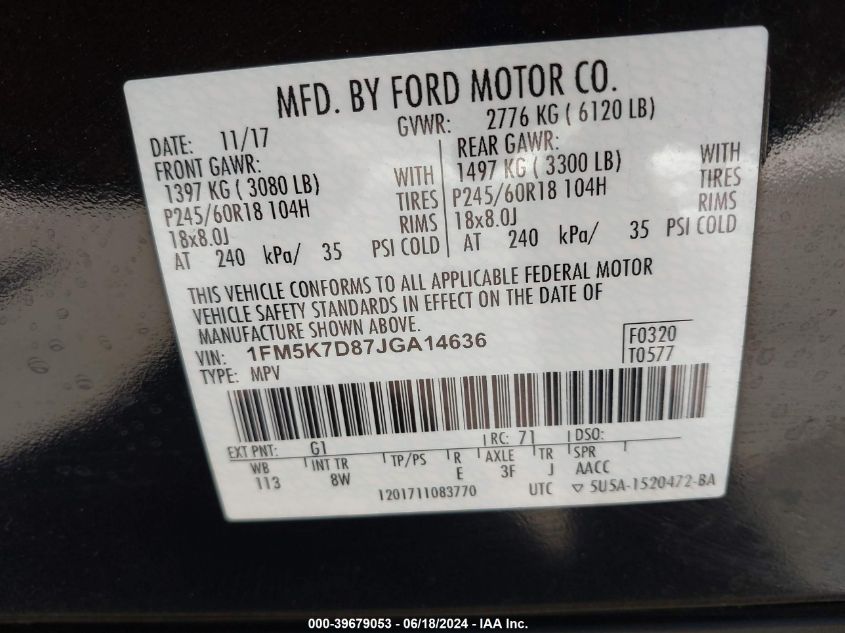 MFD. BY FORD MOTOR CO.
DATE: 11/17 GVWR: 2776 KG ( 6120 LB)
FRONT GAWR: REAR GAWR:
1397 KG ( 3080 LB) WITH 1497 KG ( 3300 LB) WITH
P245/60R18 104H TIRES P245/60R18 104H TIRES
18x8.0J RIMS 18x8.0J RIMS
AT 240 kPa/ 35 PSI COLD AT 240 kPa/ 35 PSI COLD
THIS VEHICLE CONFORMS TO ALL APPLICABLE FEDERAL MOTOR
VEHICLE SAFETY STANDARDS IN EFFECT ON THE DATE OF
MANUFACTURE SHOWN ABOVE.
VIN: 1FM5K7D87JGA14636 F0320
TYPE: MPV T0577
EXT PNT: G1 RC: 71 DSO:
WB INT TR TP/PS R AXLE TR SPR
113 8W E 3F J AACC
1201711083770 UTC ▽ 5U5A-1520472-BA
000-39679053 - 06/18/2024 - © IAA, Inc.